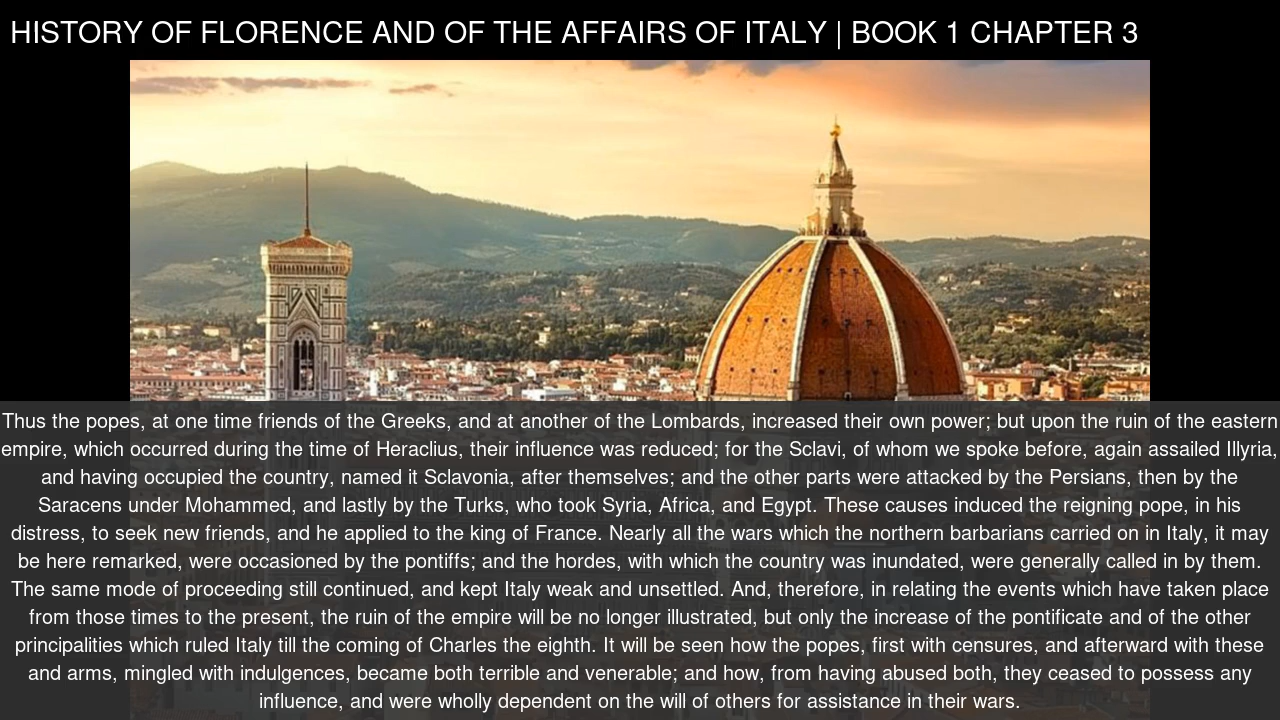 HISTORY OF FLORENCE AND OF THE AFFAIRS OF ITALY | BOOK 1 CHAPTER 3
Thus the popes, at one time friends of the Greeks, and at another of the Lombards, increased their own power; but upon the ruin of the eastern
empire, which occurred during the time of Heraclius, their influence was reduced; for the Sclavi, of whom we spoke before, again assailed Illyria,
and having occupied the country, named it Sclavonia, after themselves; and the other parts were attacked by the Persians, then by the
Saracens under Mohammed, and lastly by the Turks, who took Syria, Africa, and Egypt. These causes induced the reigning pope, in his
distress, to seek new friends, and he applied to the king of France. Nearly all the wars which the northern barbarians carried on in Italy, it may
be here remarked, were occasioned by the pontiffs; and the hordes, with which the country was inundated, were generally called in by them.
The same mode of proceeding still continued, and kept Italy weak and unsettled. And, therefore, in relating the events which have taken place
from those times to the present, the ruin of the empire will be no longer illustrated, but only the increase of the pontificate and of the other
principalities which ruled Italy till the coming of Charles the eighth. It will be seen how the popes, first with censures, and afterward with these
and arms, mingled with indulgences, became both terrible and venerable; and how, from having abused both, they ceased to possess any
influence, and were wholly dependent on the will of others for assistance in their wars.